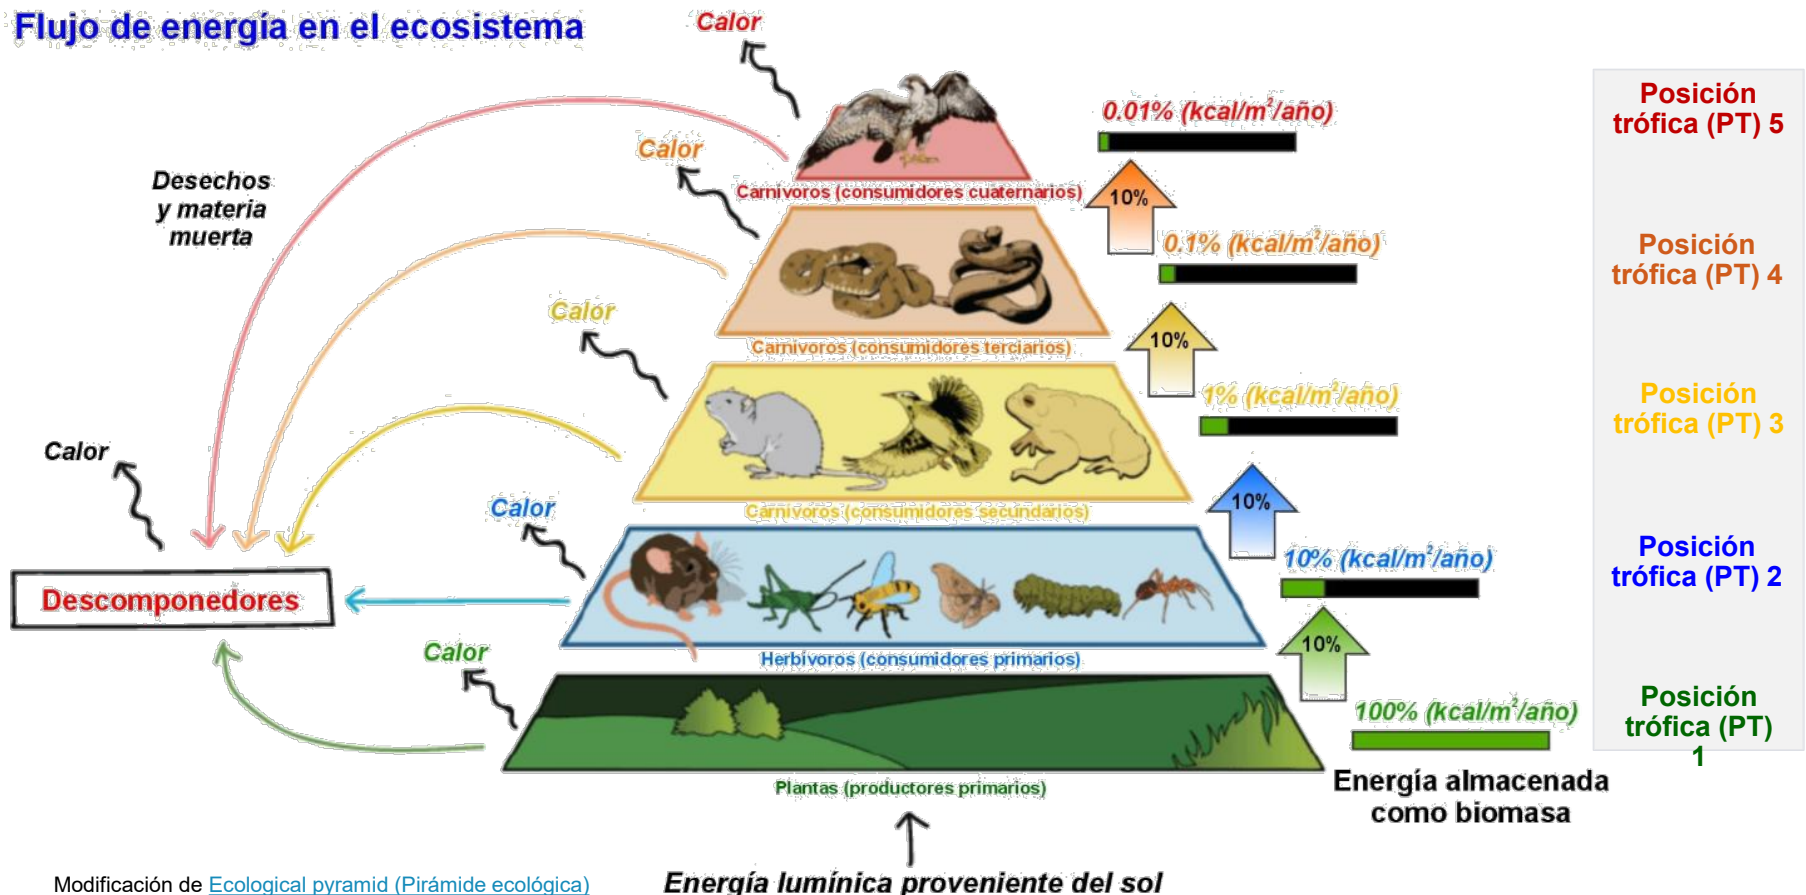 Flujo de energía en el ecosistema
Calor
0.01% (kcal/m²/año)
Posición
trófica (PT) 5
Calor
Desechos
y materia
muerta
Carnivoros (consumidores cuaternarios)
10%
0.1% (kcal/m²/año)
Posición
trófica (PT) 4
Calor
Carnivoros (consumidores terciarios)
10%
1% (kcal/m²/año)
Posición
trófica (PT) 3
Calor
Calor
Carnivoros (consumidores secundarios)
10%
10% (kcal/m²/año)
Posición
trófica (PT) 2
Descomponedores
Calor
Herbívoros (consumidores primarios)
10%
100% (kcal/m²/año)
Posición
trófica (PT)
1
Plantas (productores primarios)
Energía almacenada
como biomasa
Modificación de Ecological pyramid (Pirámide ecológica)
Energía lumínica proveniente del sol